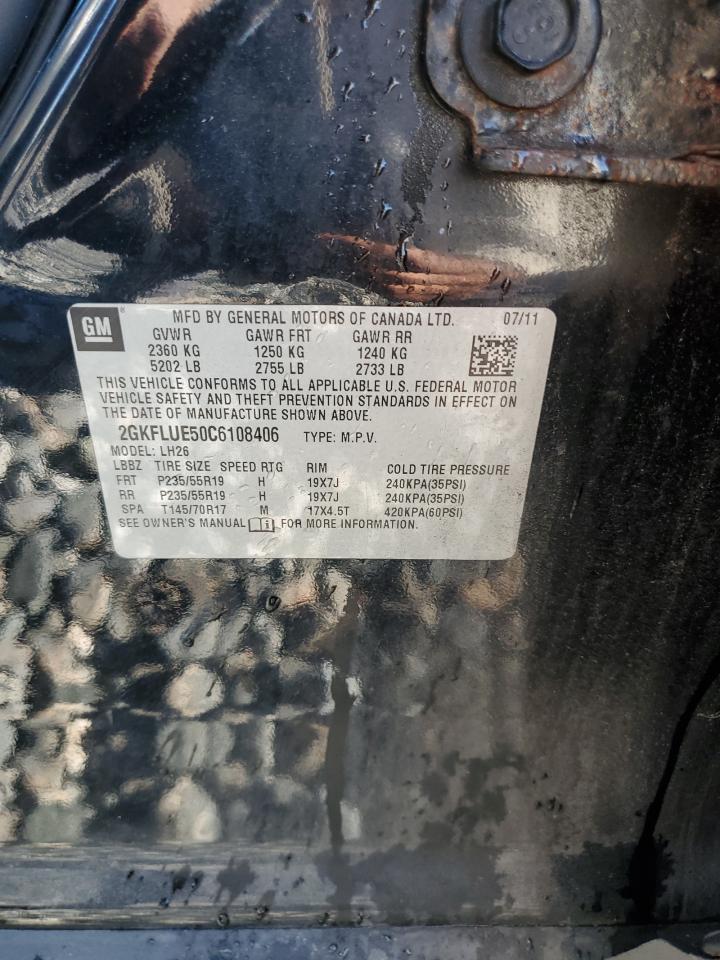 GM ® MFD BY GENERAL MOTORS OF CANADA LTD. 07/11
GVWR GAWR FRT GAWR RR
2360 KG 1250 KG 1240 KG
5202 LB 2755 LB 2733 LB
THIS VEHICLE CONFORMS TO ALL APPLICABLE U.S. FEDERAL MOTOR
VEHICLE SAFETY AND THEFT PREVENTION STANDARDS IN EFFECT ON
THE DATE OF MANUFACTURE SHOWN ABOVE.
2GKFLUE50C6108406 TYPE: M.P.V.
MODEL: LH26
LBBZ TIRE SIZE SPEED RTG RIM COLD TIRE PRESSURE
FRT P235/55R19 H 19X7J 240KPA(35PSI)
RR P235/55R19 H 19X7J 240KPA(35PSI)
SPA T145/70R17 M 17X4.5T 420KPA(60PSI)
SEE OWNER'S MANUAL i FOR MORE INFORMATION.